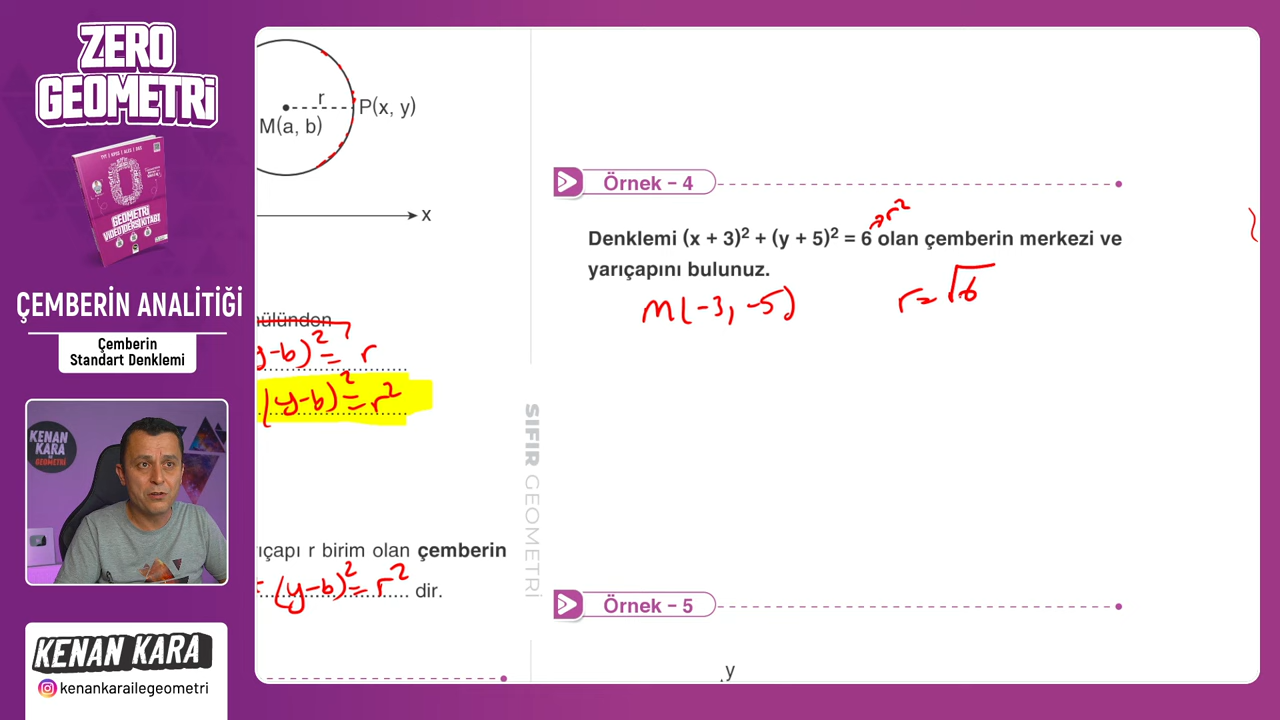 ZERO
GEOMETRİ
GEOMETRİ
VİDEO DERS KİTABI
ÇEMBERİN ANALİTİĞİ
Çemberin
Standart Denklemi
KENAN
KARA
GEOMETRİ
KENAN KARA
kenankarailegeometri
r
P(x, y)
M(a, b)
x
mülünden
y-b)² = r
(y-b)² = r²
rıçapı r birim olan çemberin
(y-b)² = r² dir.
SIFIR GEOMETRİ
Örnek – 4
r²
Denklemi (x + 3)² + (y + 5)² = 6 olan çemberin merkezi ve
yarıçapını bulunuz.
M(-3, -5) r = √6
Örnek – 5
y